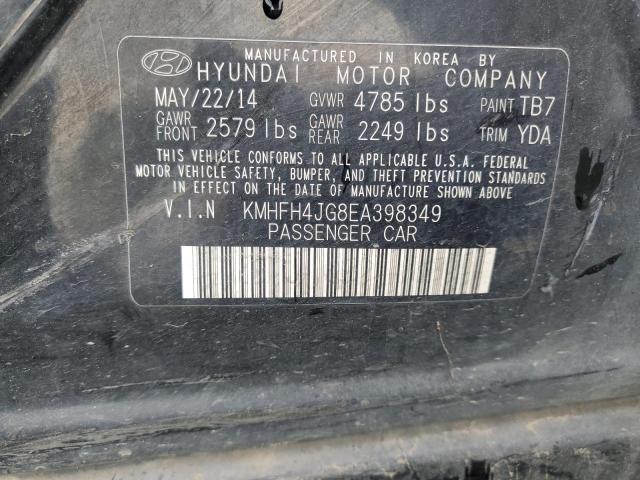 MANUFACTURED IN KOREA BY
HYUNDAI MOTOR COMPANY
MAY/22/14 GVWR 4785 lbs PAINT TB7
GAWR FRONT 2579 lbs GAWR REAR 2249 lbs TRIM YDA
THIS VEHICLE CONFORMS TO ALL APPLICABLE U.S.A. FEDERAL
MOTOR VEHICLE SAFETY, BUMPER, AND THEFT PREVENTION STANDARDS
IN EFFECT ON THE DATE OF MANUFACTURE SHOWN ABOVE
V.I.N KMHFH4JG8EA398349
PASSENGER CAR